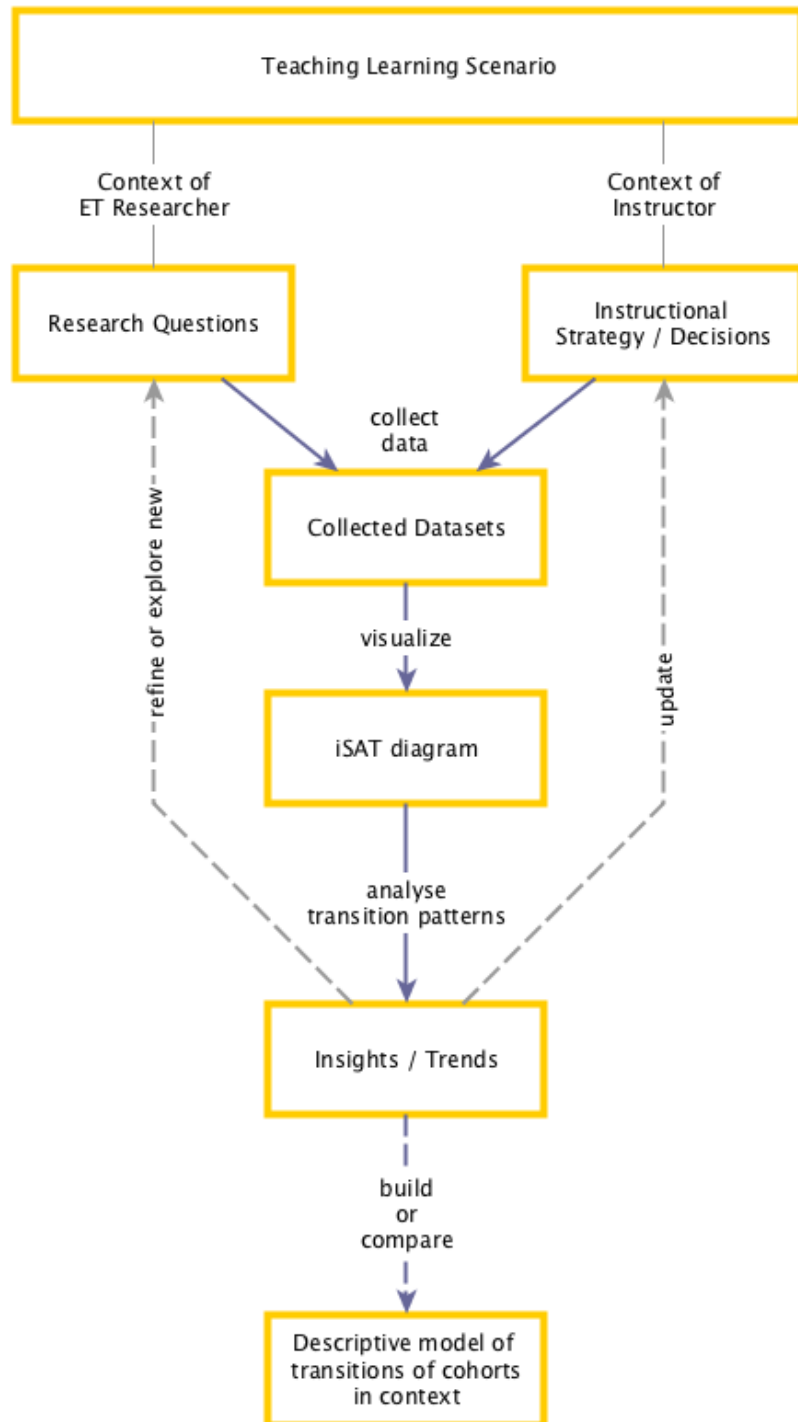 Teaching Learning Scenario
Context of
ET Researcher
Context of
Instructor
Research Questions
Instructional
Strategy / Decisions
collect
data
Collected Datasets
refine or explore new
visualize
update
iSAT diagram
analyse
transition patterns
Insights / Trends
build
or
compare
Descriptive model of
transitions of cohorts
in context